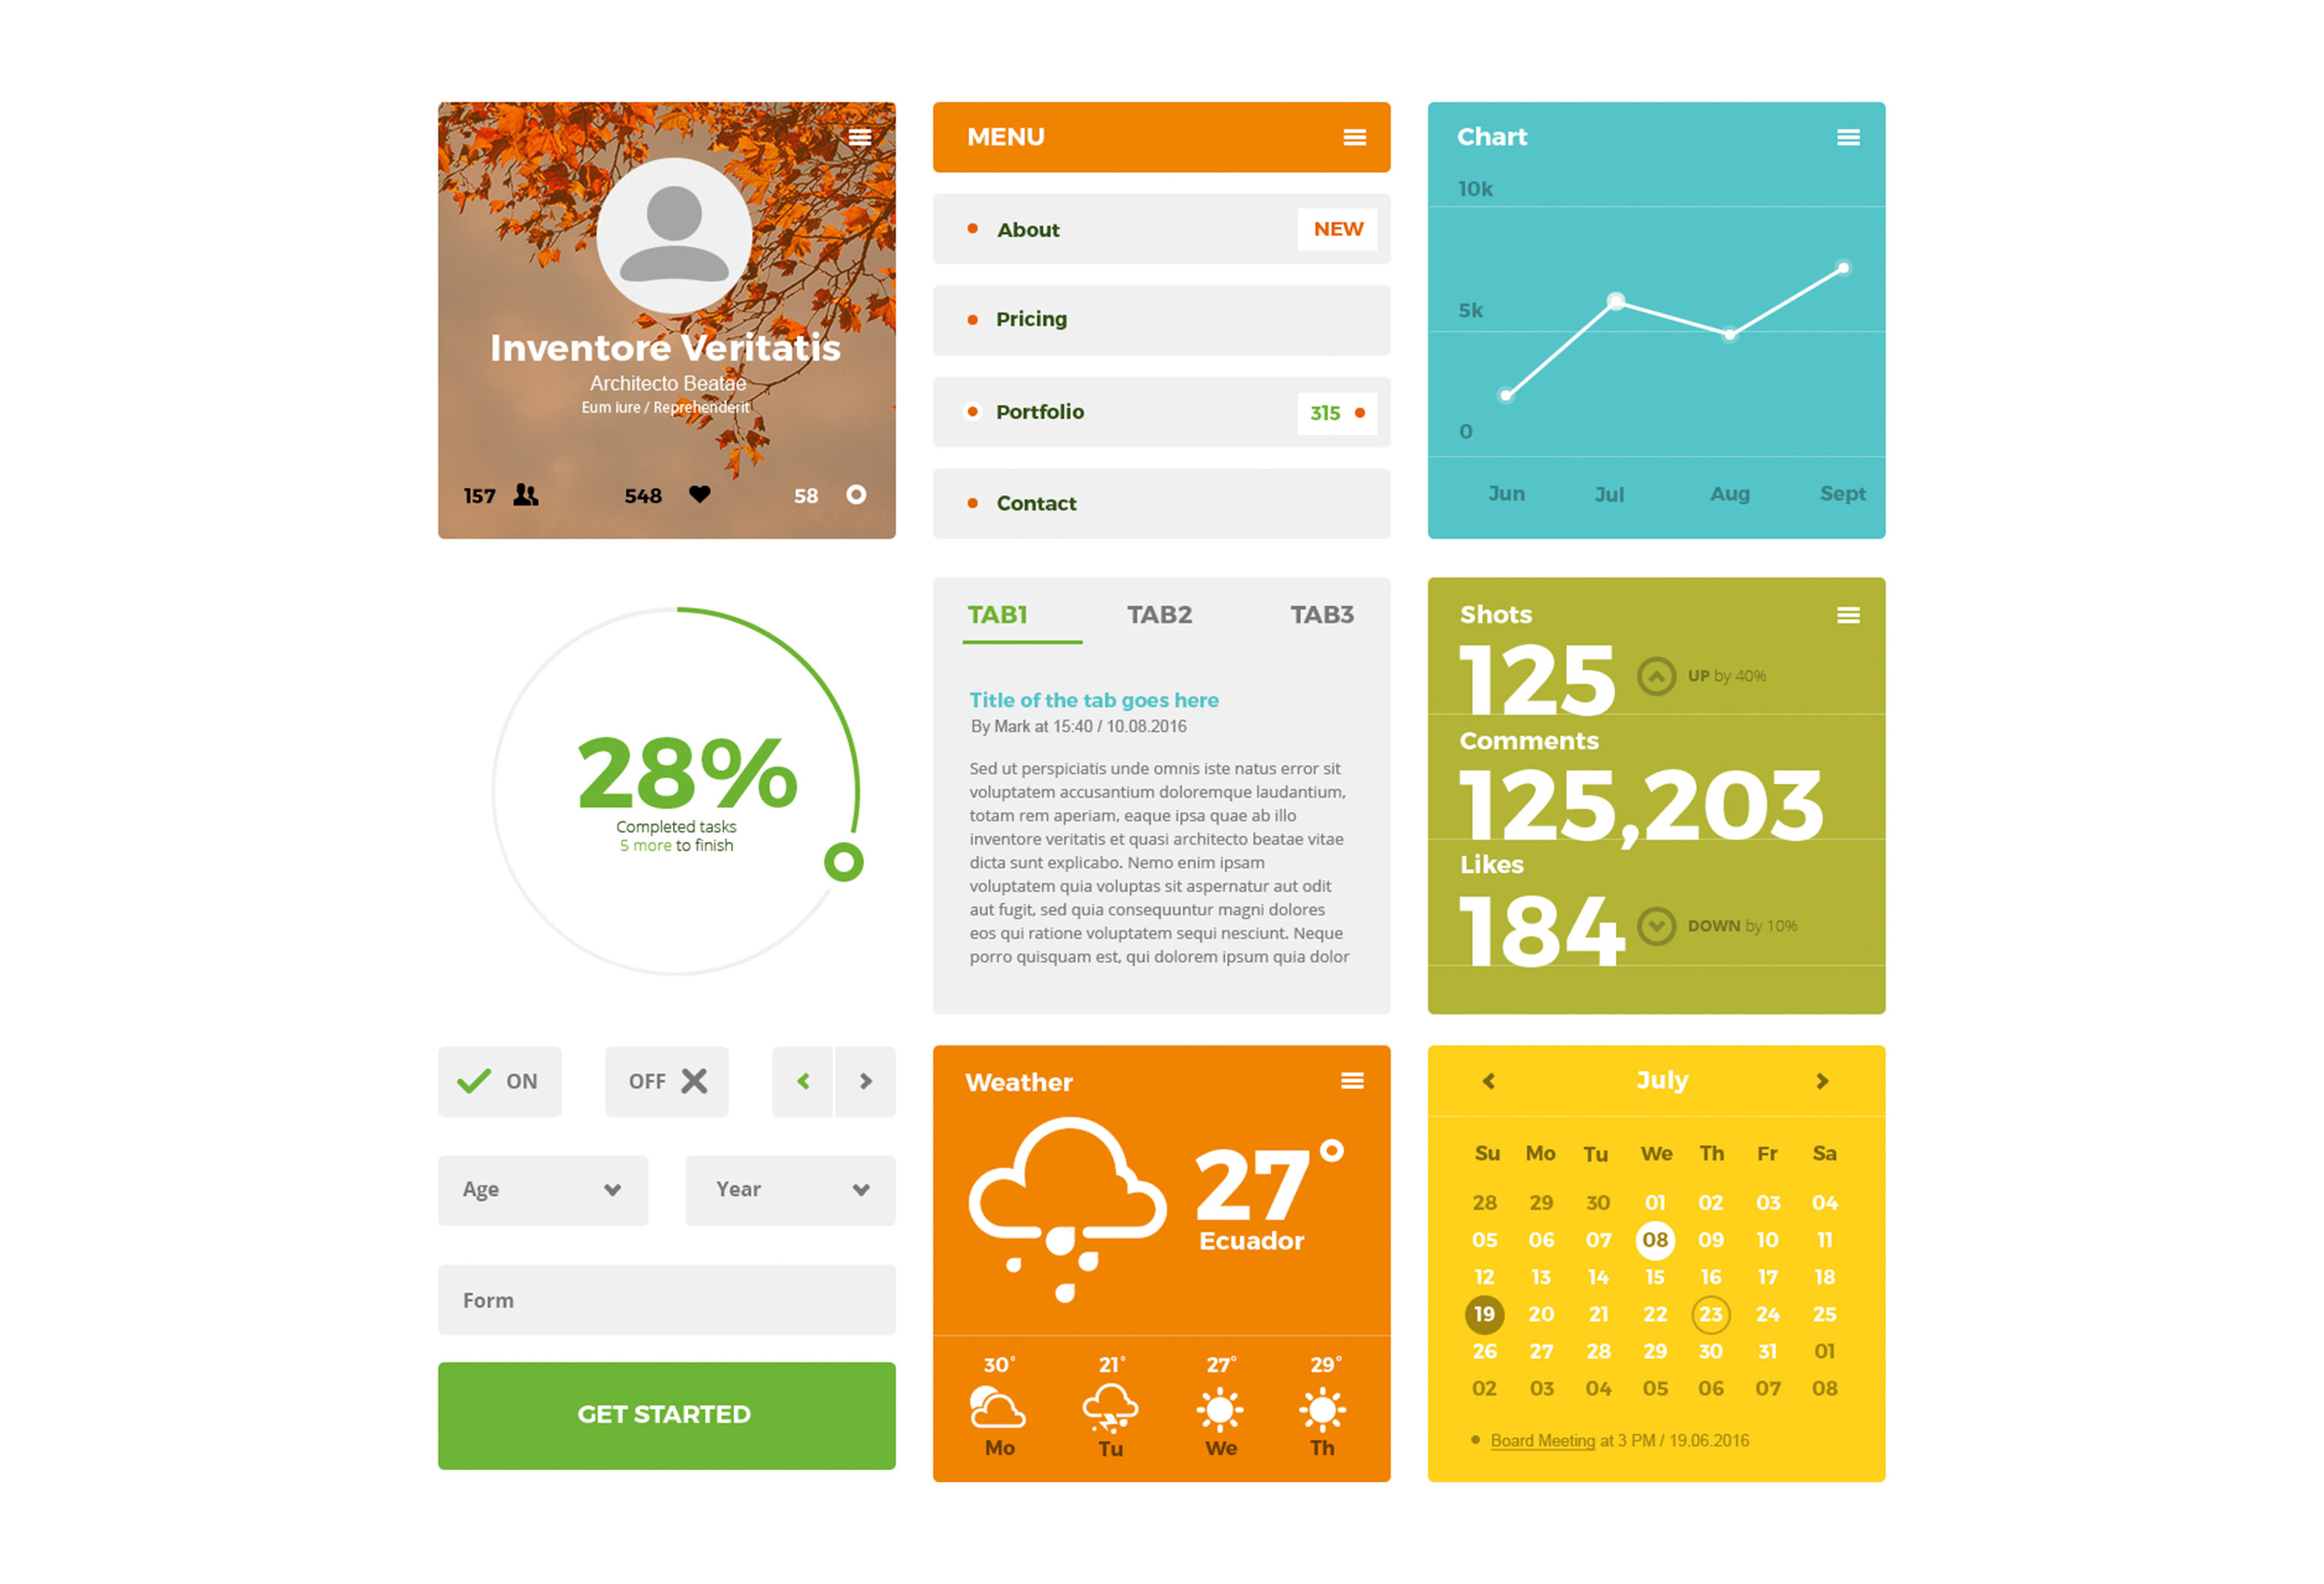 Inventore Veritatis
Architecto Beatae
Eum iure / Reprehenderit
157
548
58
MENU
About
NEW
Pricing
Portfolio
315
Contact
Chart
10k
5k
0
Jun Jul Aug Sept
28%
Completed tasks
5 more to finish
TAB1 TAB2 TAB3
Title of the tab goes here
By Mark at 15:40 / 10.08.2016
Sed ut perspiciatis unde omnis iste natus error sit
voluptatem accusantium doloremque laudantium,
totam rem aperiam, eaque ipsa quae ab illo
inventore veritatis et quasi architecto beatae vitae
dicta sunt explicabo. Nemo enim ipsam
voluptatem quia voluptas sit aspernatur aut odit
aut fugit, sed quia consequuntur magni dolores
eos qui ratione voluptatem sequi nesciunt. Neque
porro quisquam est, qui dolorem ipsum quia dolor
Shots
125
UP by 40%
Comments
125,203
Likes
184
DOWN by 10%
ON
OFF
Age
Year
Form
GET STARTED
Weather
27°
Ecuador
30° 21° 27° 29°
Mo Tu We Th
July
Su Mo Tu We Th Fr Sa
28 29 30 01 02 03 04
05 06 07 08 09 10 11
12 13 14 15 16 17 18
19 20 21 22 23 24 25
26 27 28 29 30 31 01
02 03 04 05 06 07 08
Board Meeting at 3 PM / 19.06.2016